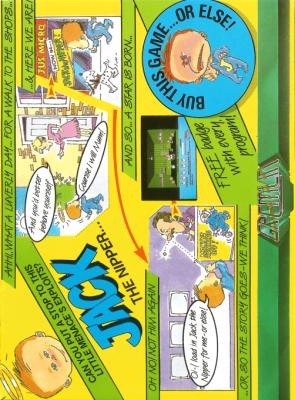 AHH!, WHAT A LUVERLY DAY... FOR A WALK TO THE SHOPS...
& THERE WE ARE!
JUS MICRO
And you'd better
behave yourself.
Course I will Mum!
AND SO... A STAR IS BORN...
BUY THIS GAME...OR ELSE!
FREE badge
with every
program.
CAN YOU PUT A STOP TO THIS
LITTLE MENACE'S EXPLOITS?
JACK
THE NIPPER...
OH NO! NOT HIM AGAIN
Oi! load in Jack the
Nipper for me-or else!
...OR SO THE STORY GOES-WE THINK!